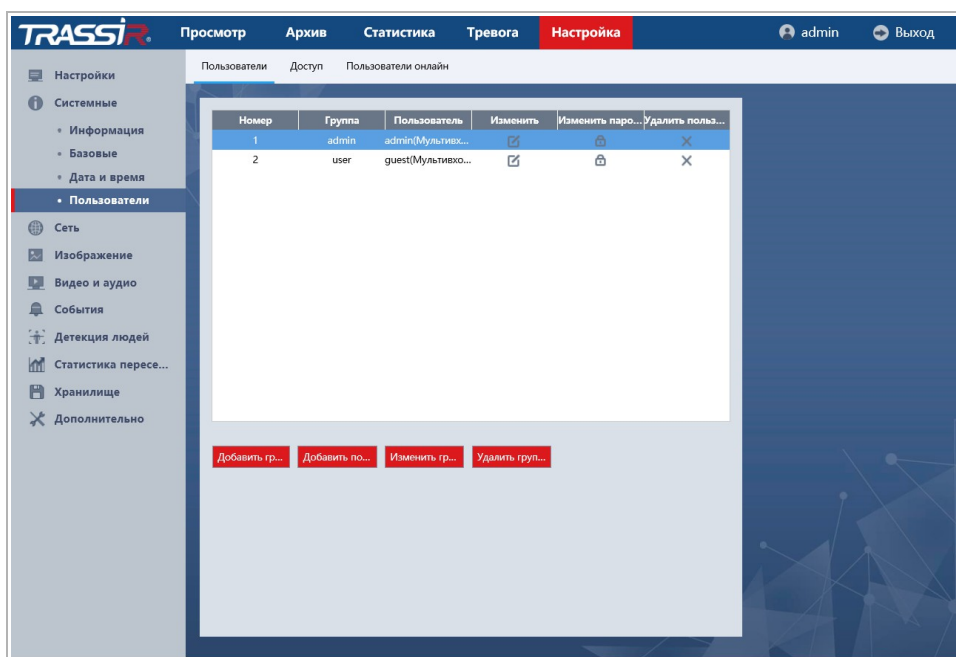 TRASSIR
Просмотр Архив Статистика Тревога Настройка admin Выход
Пользователи Доступ Пользователи онлайн
Настройки
Системные
Информация
Базовые
Дата и время
Пользователи
Сеть
Изображение
Видео и аудио
События
Детекция людей
Статистика пересе...
Хранилище
Дополнительно
Номер Группа Пользователь Изменить Изменить паро... Удалить польз...
1 admin admin(Мультивх...
2 user guest(Мультивхо...
Добавить гр... Добавить по... Изменить гр... Удалить груп...